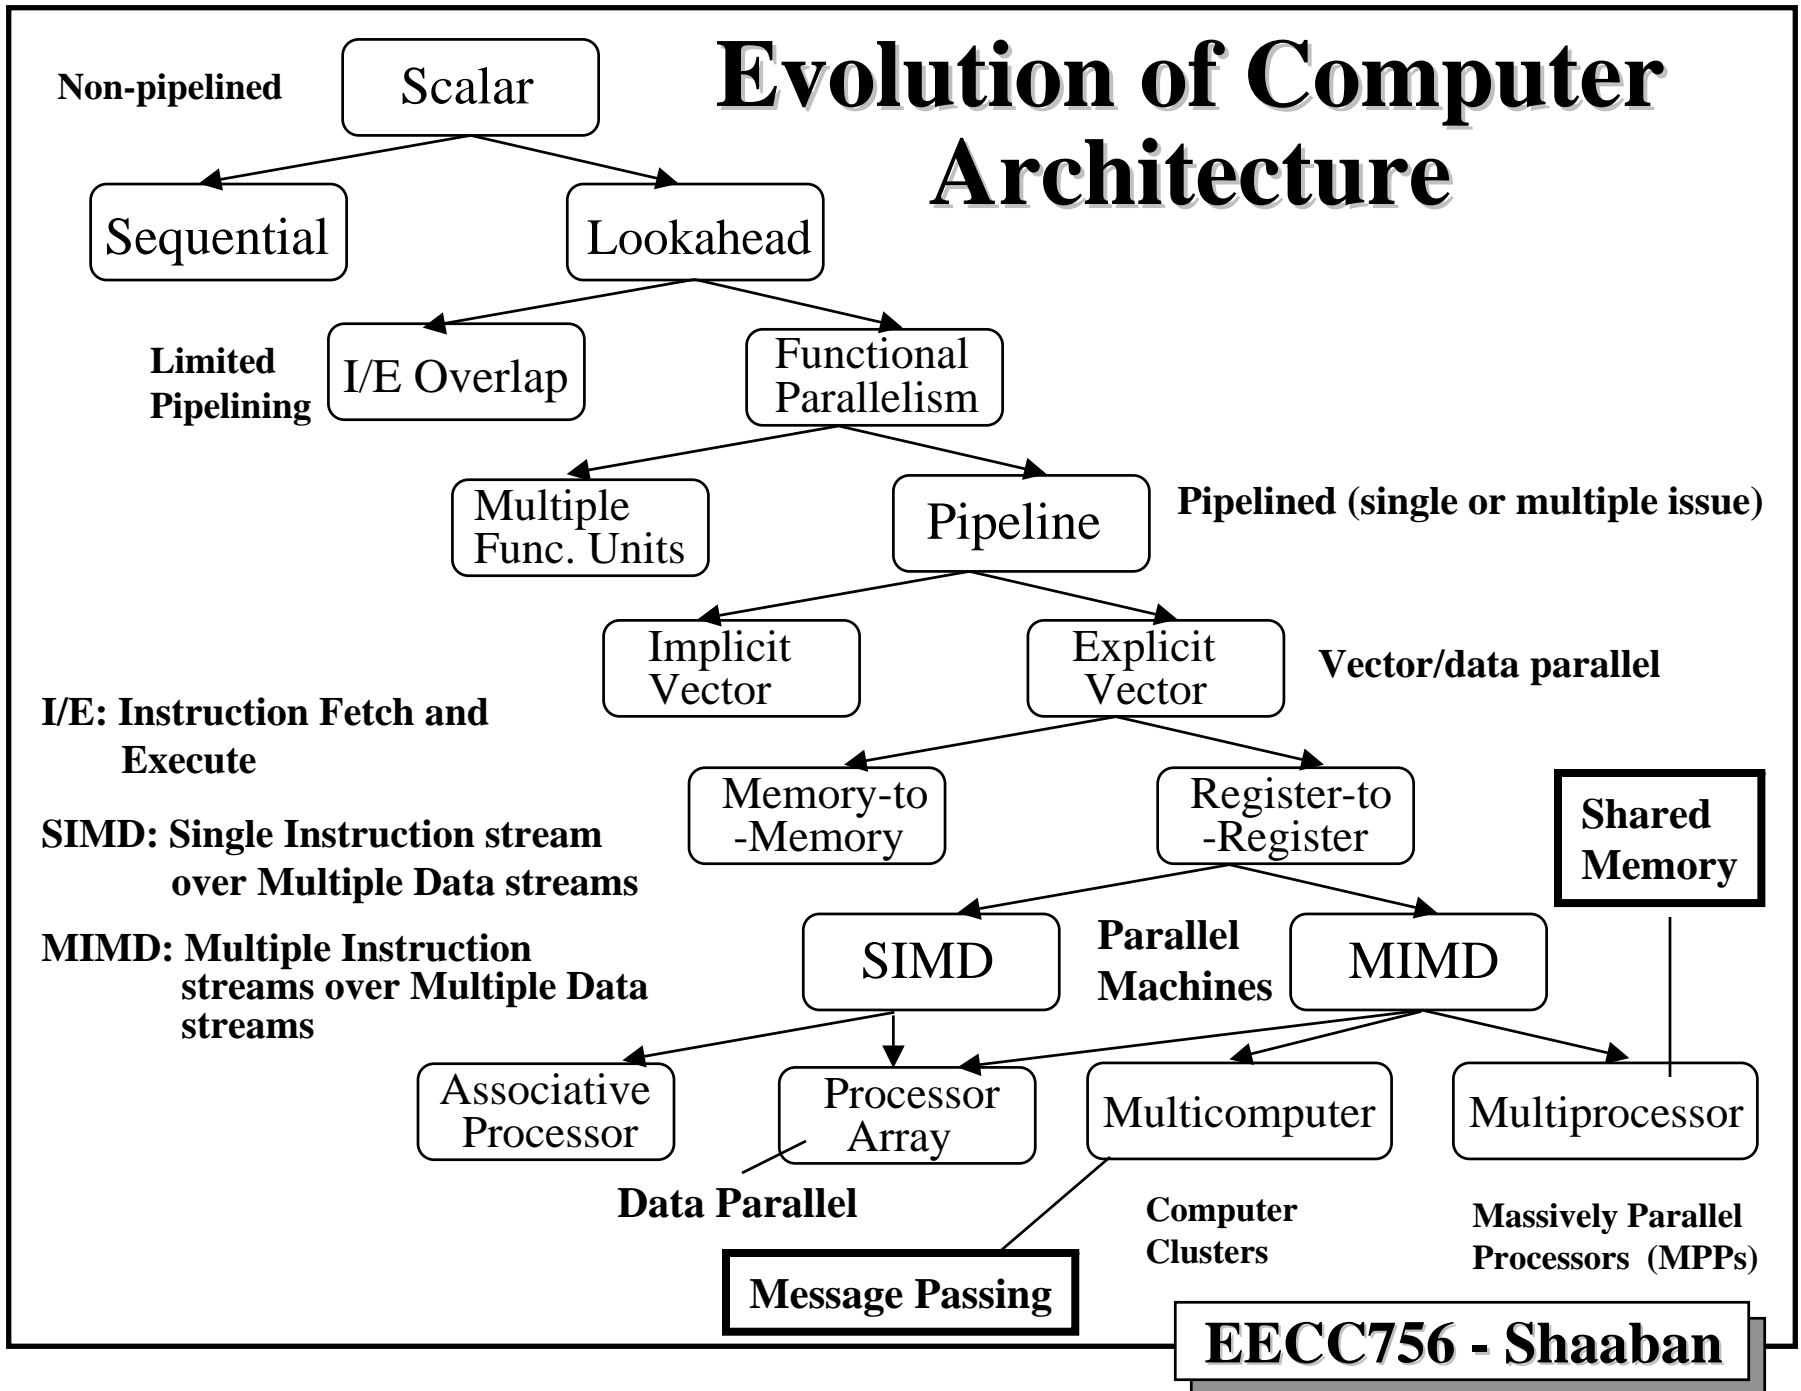 Evolution of Computer
Architecture
Non-pipelined
Scalar
Sequential
Lookahead
Limited
Pipelining
I/E Overlap
Functional
Parallelism
Multiple
Func. Units
Pipeline
Pipelined (single or multiple issue)
Implicit
Vector
Explicit
Vector
Vector/data parallel
I/E: Instruction Fetch and
Execute
SIMD: Single Instruction stream
over Multiple Data streams
MIMD: Multiple Instruction
streams over Multiple Data
streams
Memory-to
-Memory
Register-to
-Register
Shared
Memory
SIMD
Parallel
Machines
MIMD
Associative
Processor
Processor
Array
Multicomputer
Multiprocessor
Data Parallel
Message Passing
Computer
Clusters
Massively Parallel
Processors (MPPs)
EECC756 - Shaaban